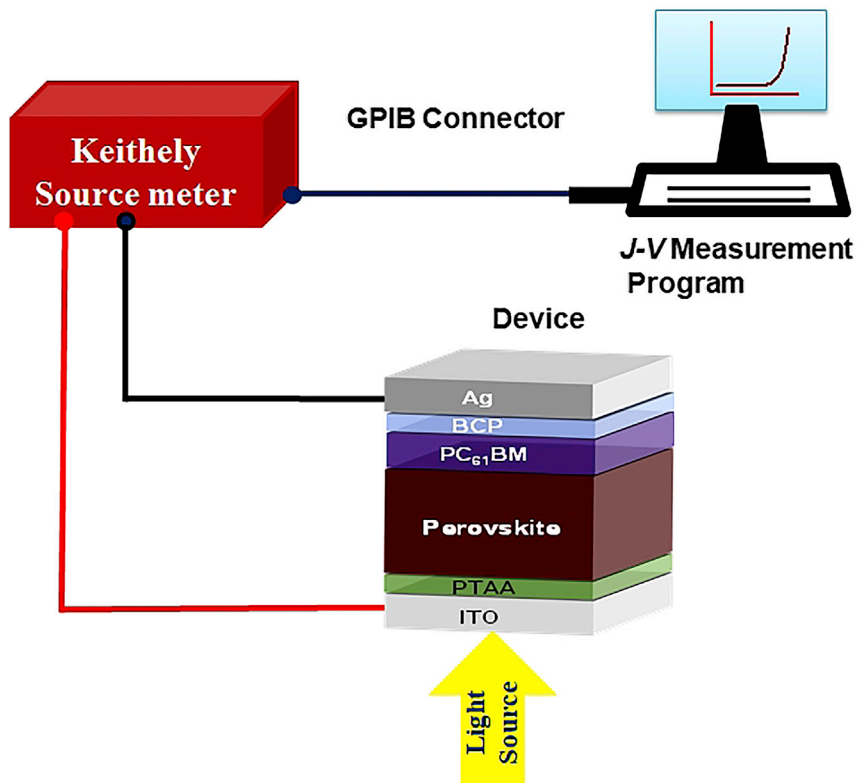 Keithely
Source meter
GPIB Connector
J-V Measurement
Program
Device
Ag
BCP
PC₆₁BM
Perovskite
PTAA
ITO
Light
Source